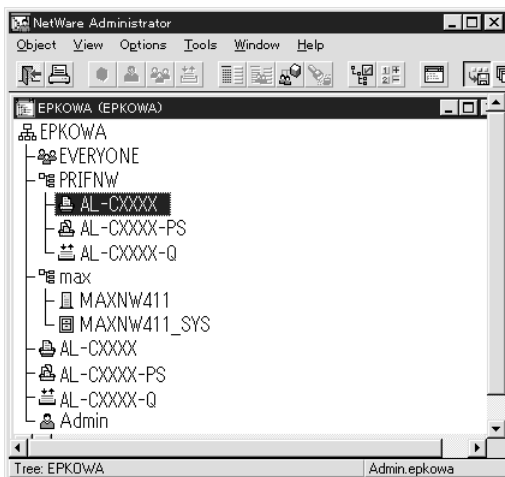 NetWare Administrator
Object View Options Tools Window Help
EPKOWA (EPKOWA)
EPKOWA
EVERYONE
PRIFNW
AL-CXXXX
AL-CXXXX-PS
AL-CXXXX-Q
max
MAXNW411
MAXNW411_SYS
AL-CXXXX
AL-CXXXX-PS
AL-CXXXX-Q
Admin
Tree: EPKOWA Admin.epkowa